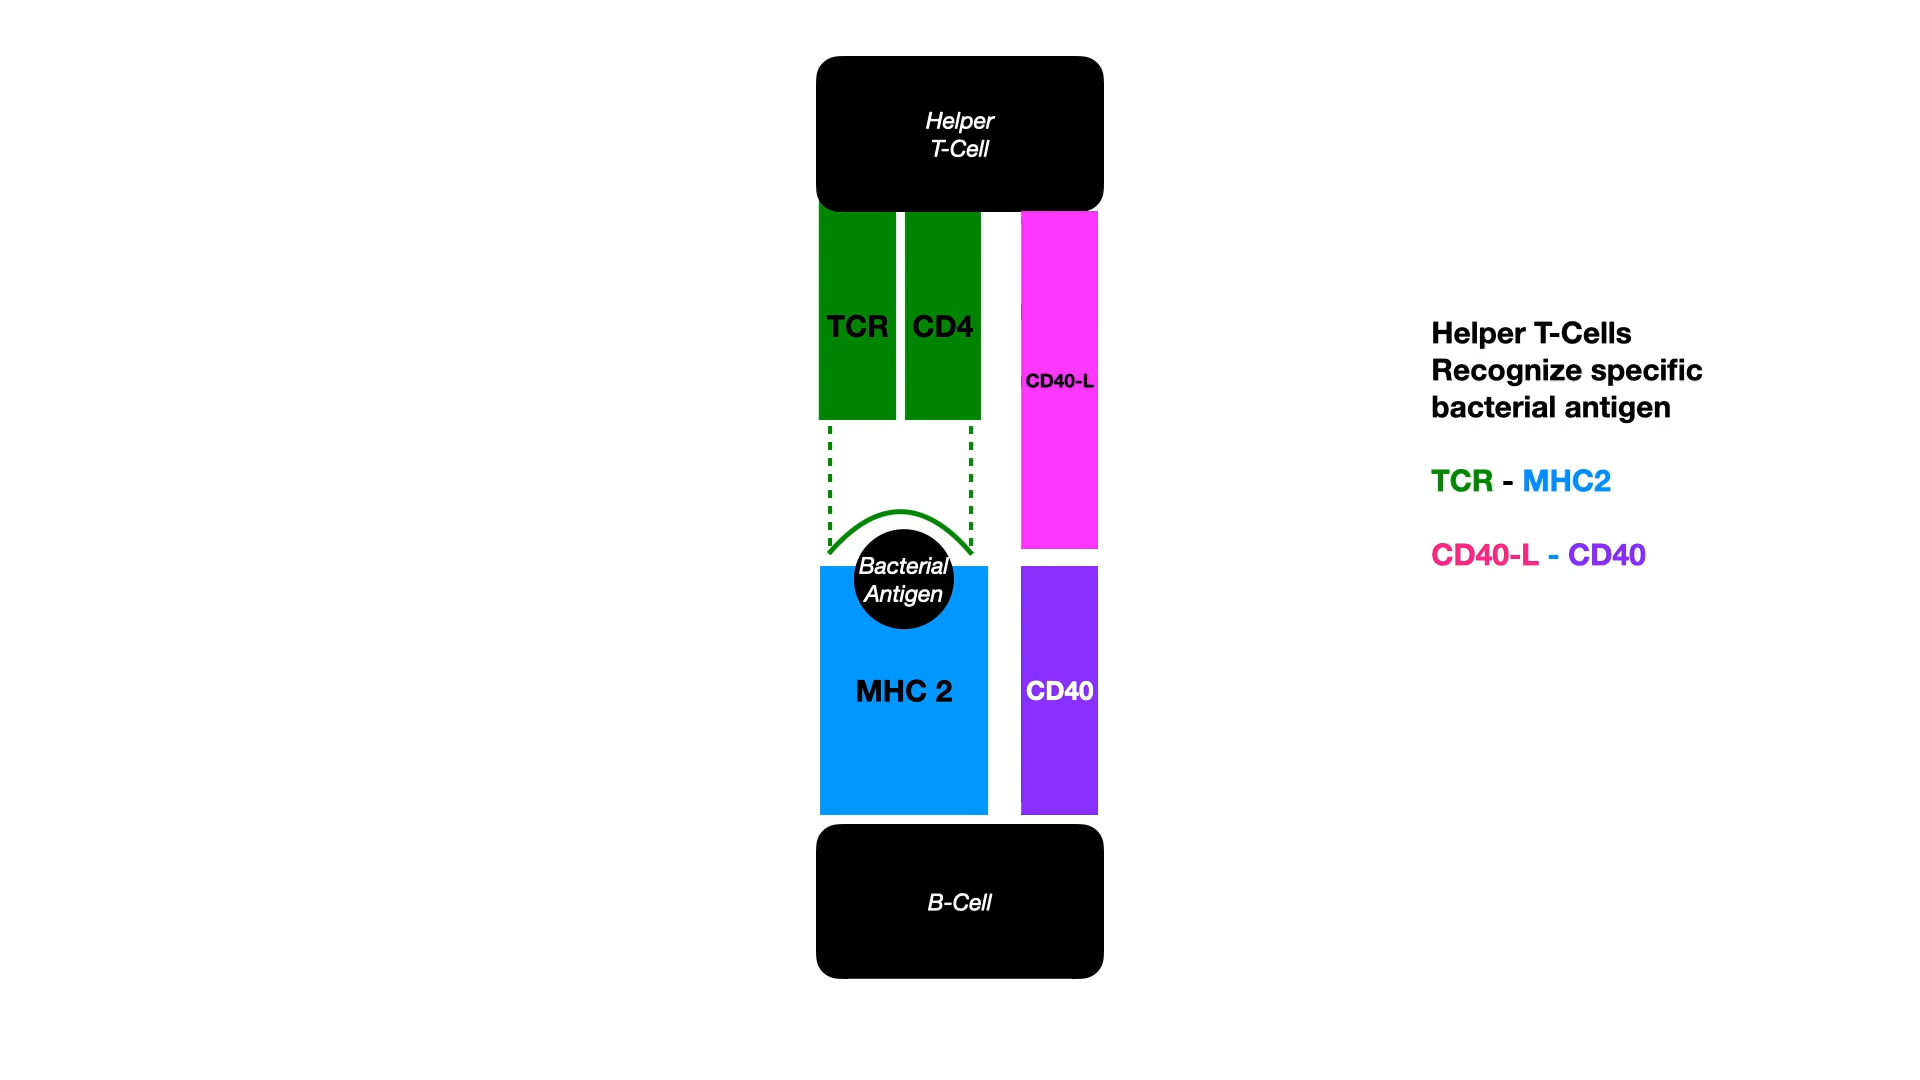 Helper
T-Cell
TCR
CD4
CD40-L
Bacterial
Antigen
MHC 2
CD40
B-Cell
Helper T-Cells
Recognize specific
bacterial antigen
TCR - MHC2
CD40-L - CD40